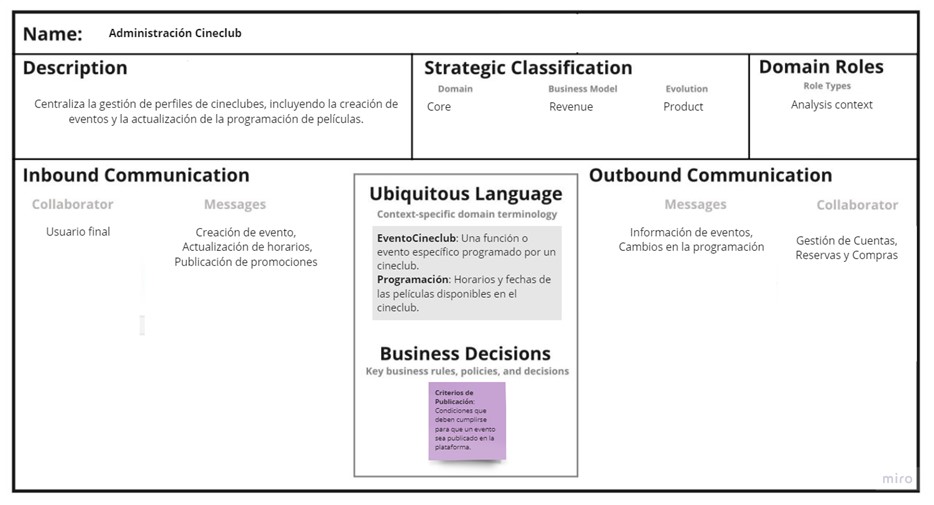 Name: Administración Cineclub
Description
Centraliza la gestión de perfiles de cineclubes, incluyendo la creación de
eventos y la actualización de la programación de películas.
Strategic Classification
Domain Business Model Evolution
Core Revenue Product
Domain Roles
Role Types
Analysis context
Inbound Communication
Collaborator Messages
Usuario final
Creación de evento,
Actualización de horarios,
Publicación de promociones
Ubiquitous Language
Context-specific domain terminology
EventoCineclub: Una función o
evento específico programado por un
cineclub.
Programación: Horarios y fechas de
las películas disponibles en el
cineclub.
Business Decisions
Key business rules, policies, and decisions
Criterios de
Publicación:
Condiciones que
deben cumplirse
para que un evento
sea publicado en la
plataforma.
Outbound Communication
Messages Collaborator
Información de eventos,
Cambios en la programación
Gestión de Cuentas,
Reservas y Compras
miro